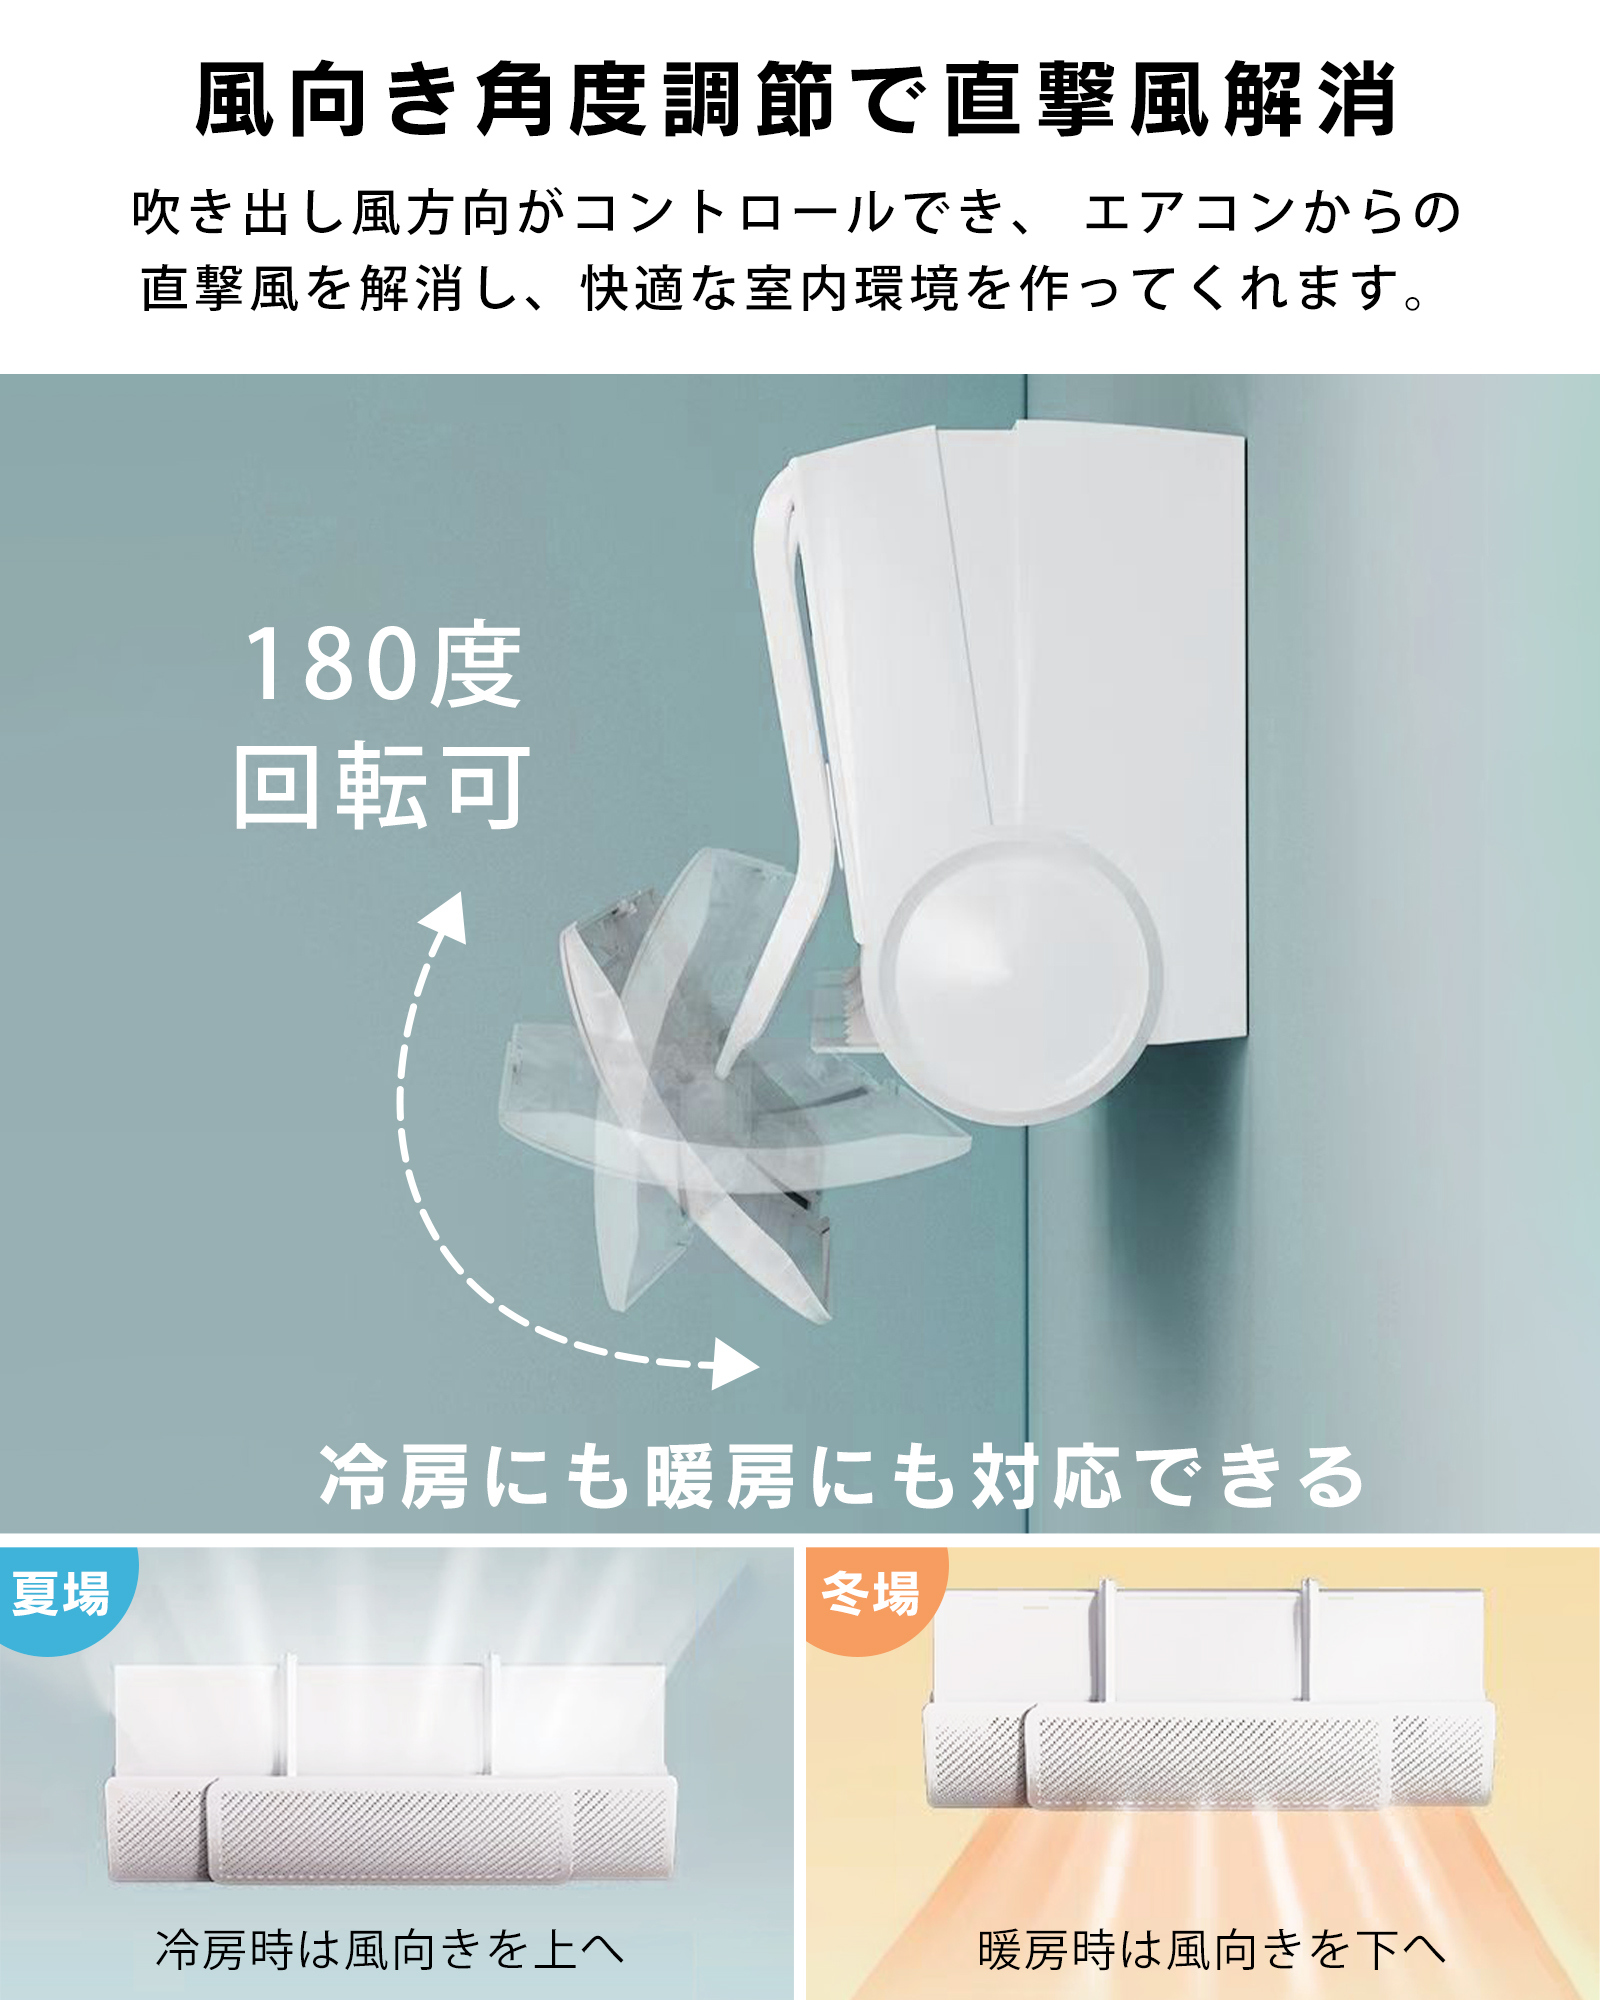 風向き角度調節で直撃風解消
吹き出し風方向がコントロールでき、 エアコンからの
直撃風を解消し、快適な室内環境を作ってくれます。
180度
回転可
冷房にも暖房にも対応できる
夏場
冷房時は風向きを上へ
冬場
暖房時は風向きを下へ